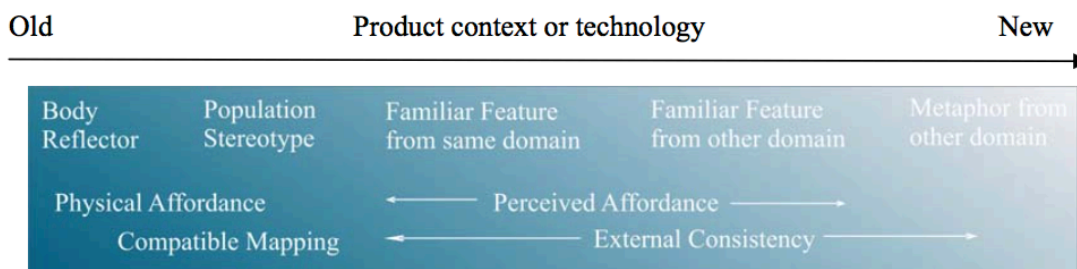 Old Product context or technology New
Body Population Familiar Feature Familiar Feature Metaphor from
Reflector Stereotype from same domain from other domain other domain
Physical Affordance Perceived Affordance
Compatible Mapping External Consistency